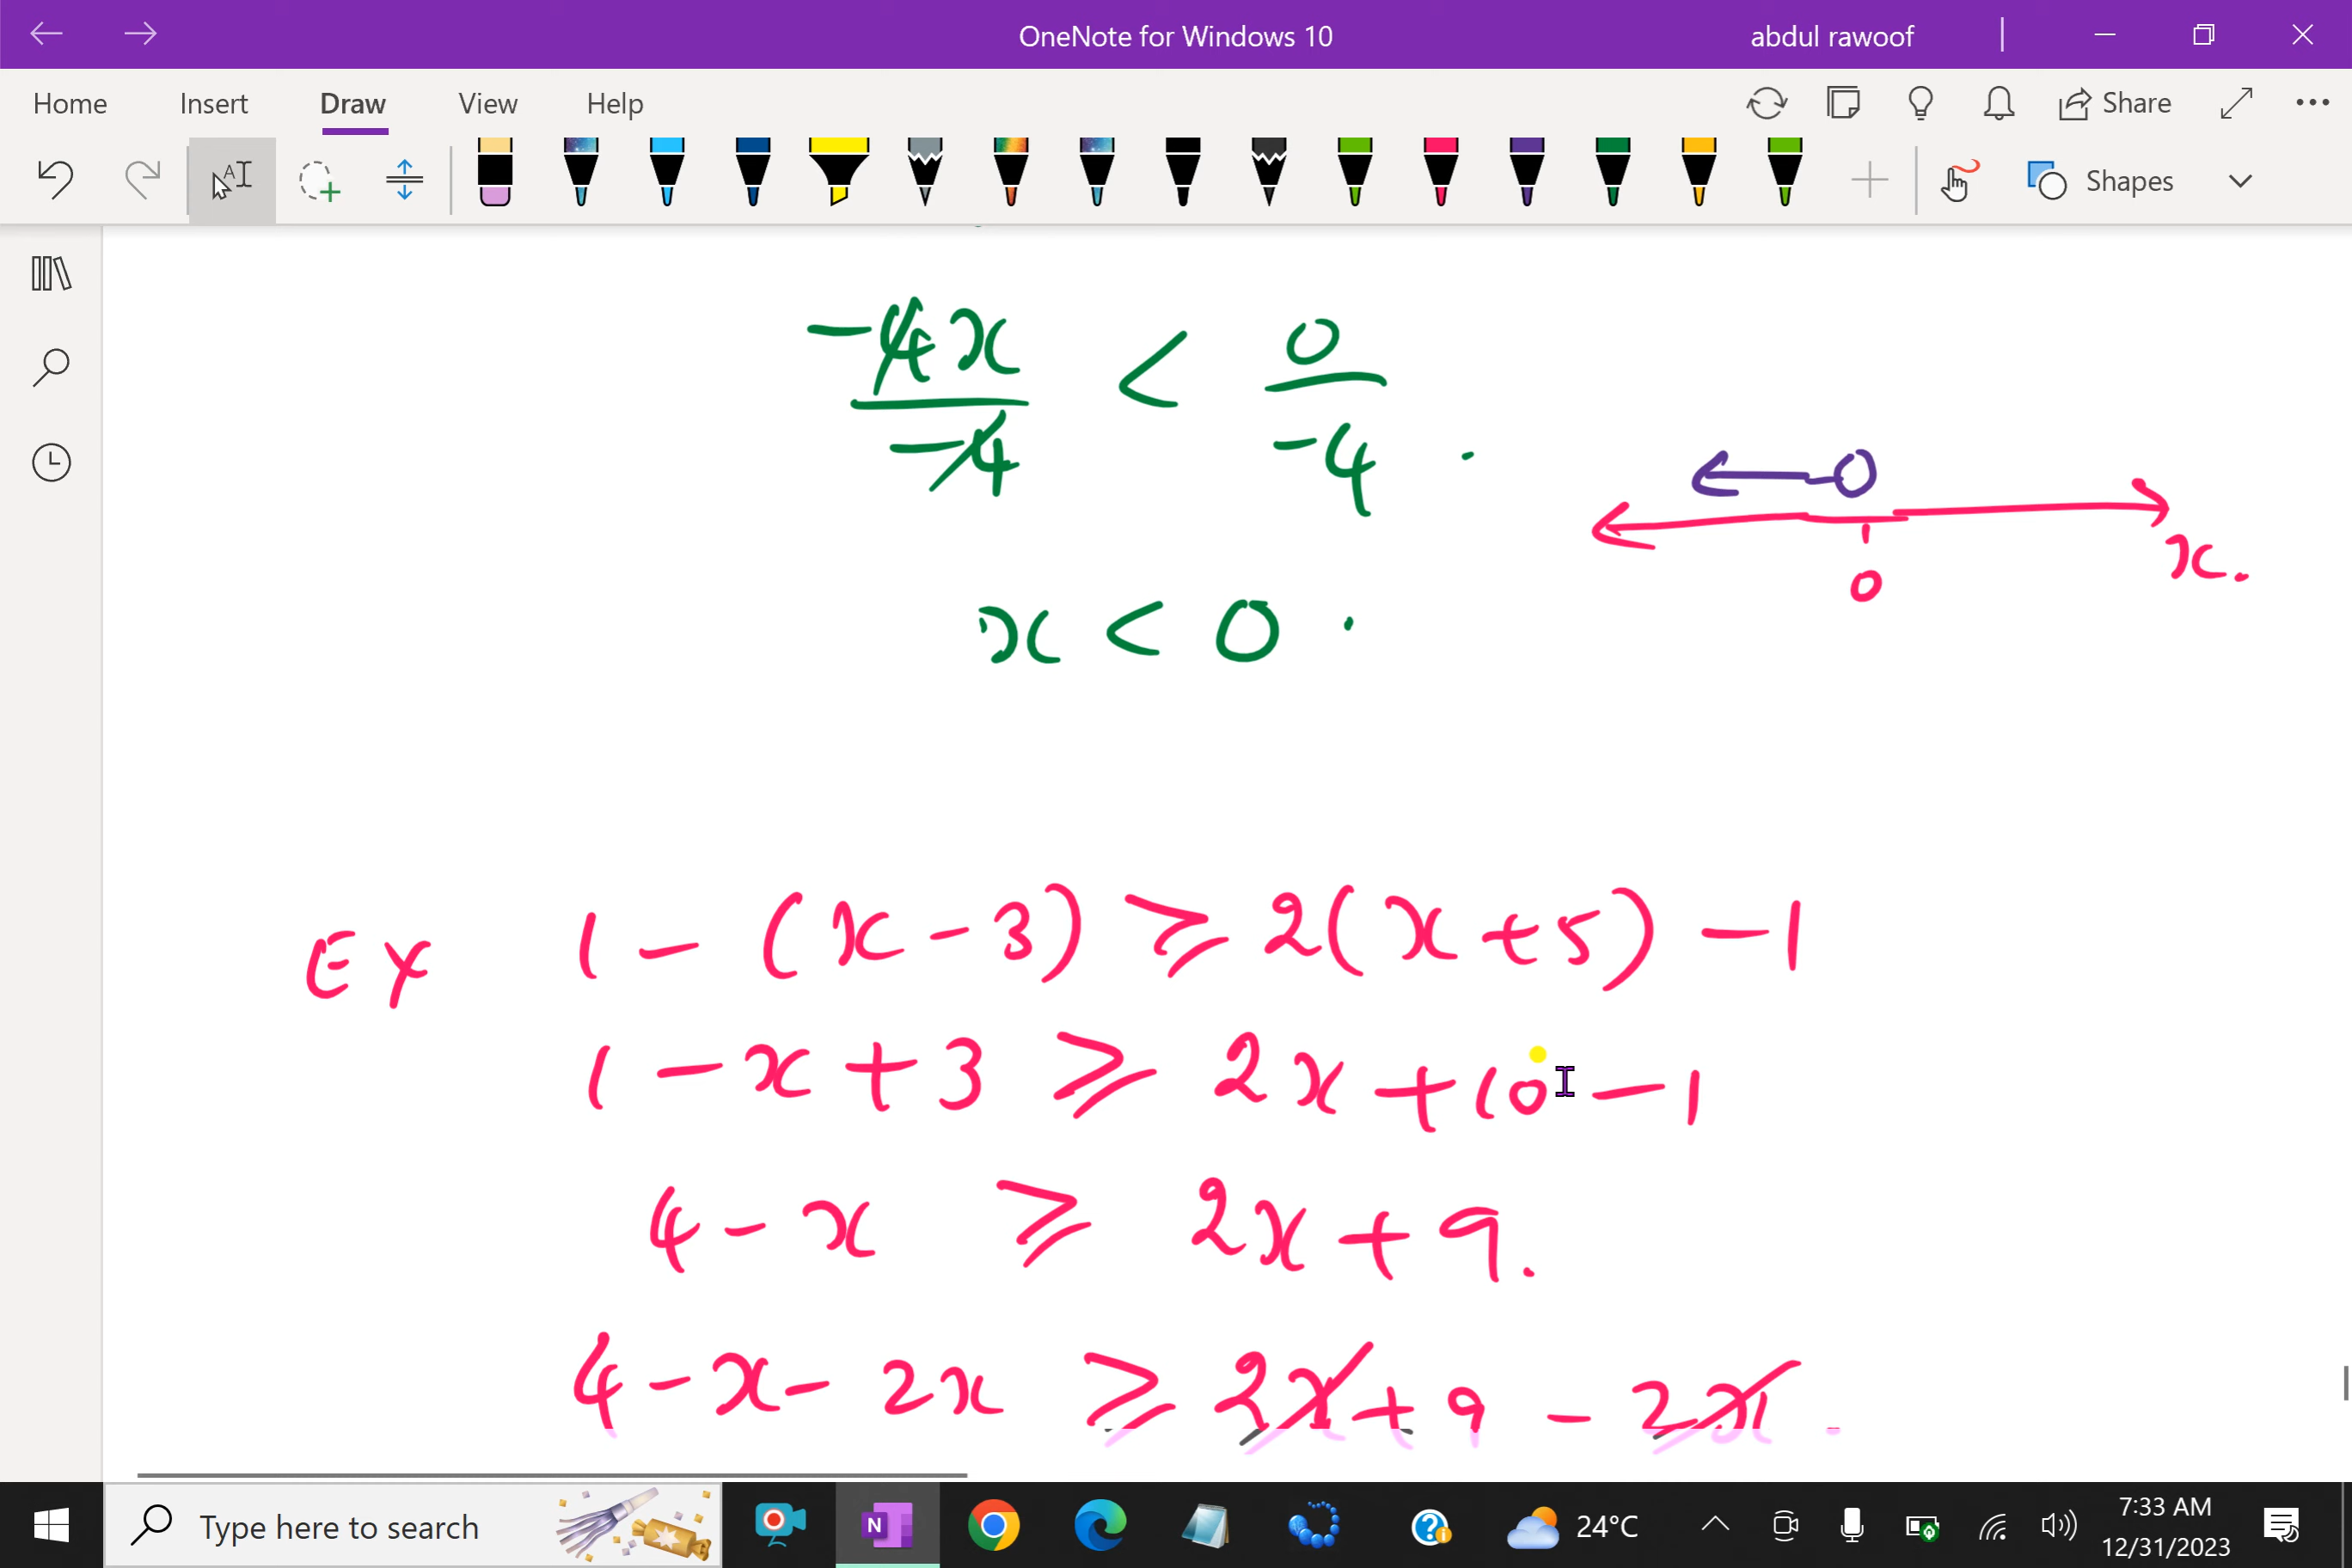 OneNote for Windows 10
abdul rawoof
Home Insert Draw View Help
Share
Shapes
-4x/-4 < 0/-4 .
x < 0 .
0
x.
EX 1 - (x - 3) ⩾ 2(x + 5) - 1
1 - x + 3 ⩾ 2x + 10 - 1
4 - x ⩾ 2x + 9.
4 - x - 2x ⩾ 2x + 9 - 2x .
Type here to search
N
24°C
7:33 AM
12/31/2023